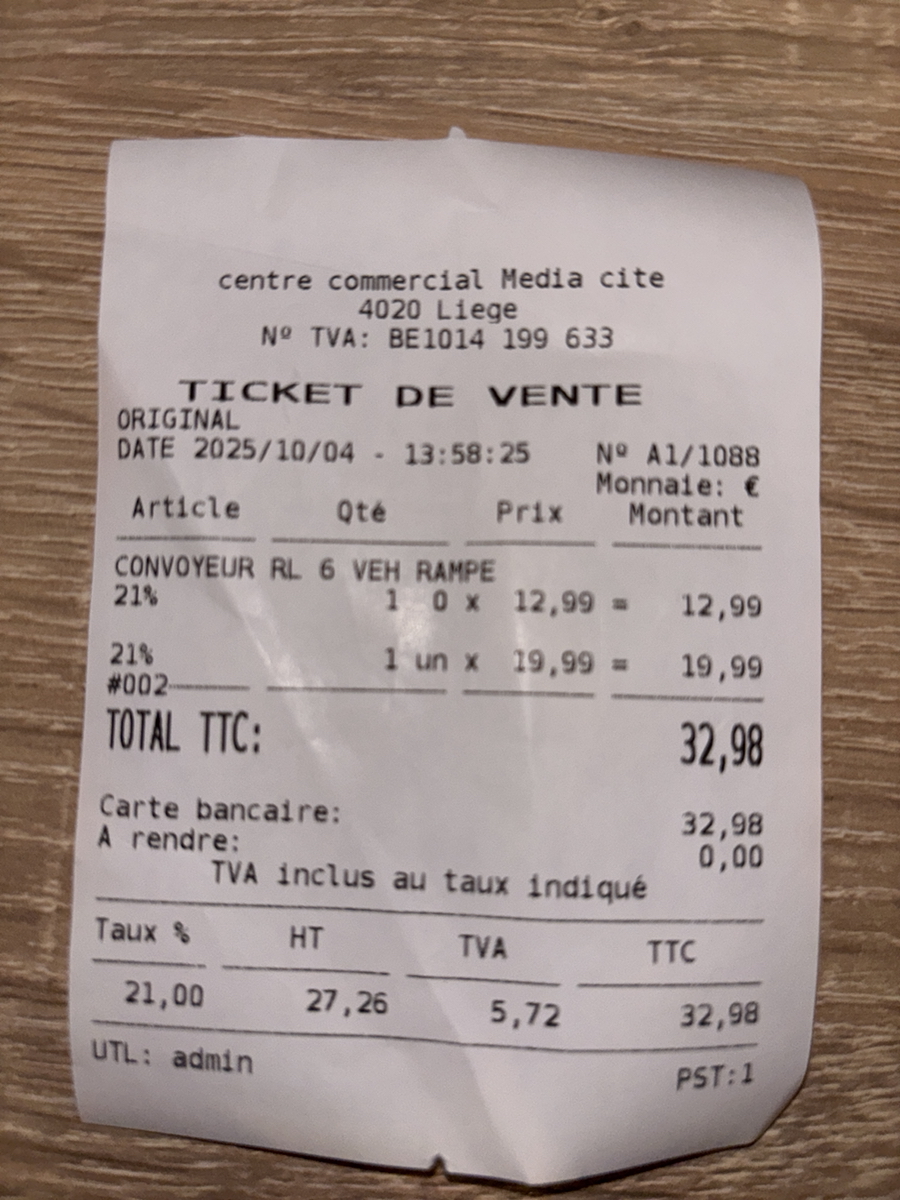 centre commercial Media cite
4020 Liege
Nº TVA: BE1014 199 633
TICKET DE VENTE
ORIGINAL
DATE 2025/10/04 - 13:58:25 Nº A1/1088
Monnaie: €
Article Qté Prix Montant
CONVOYEUR RL 6 VEH RAMPE
21% 1 0 x 12,99 = 12,99
21% 1 un x 19,99 = 19,99
#002
TOTAL TTC: 32,98
Carte bancaire: 32,98
A rendre: 0,00
TVA inclus au taux indiqué
Taux % HT TVA TTC
21,00 27,26 5,72 32,98
UTL: admin PST:1